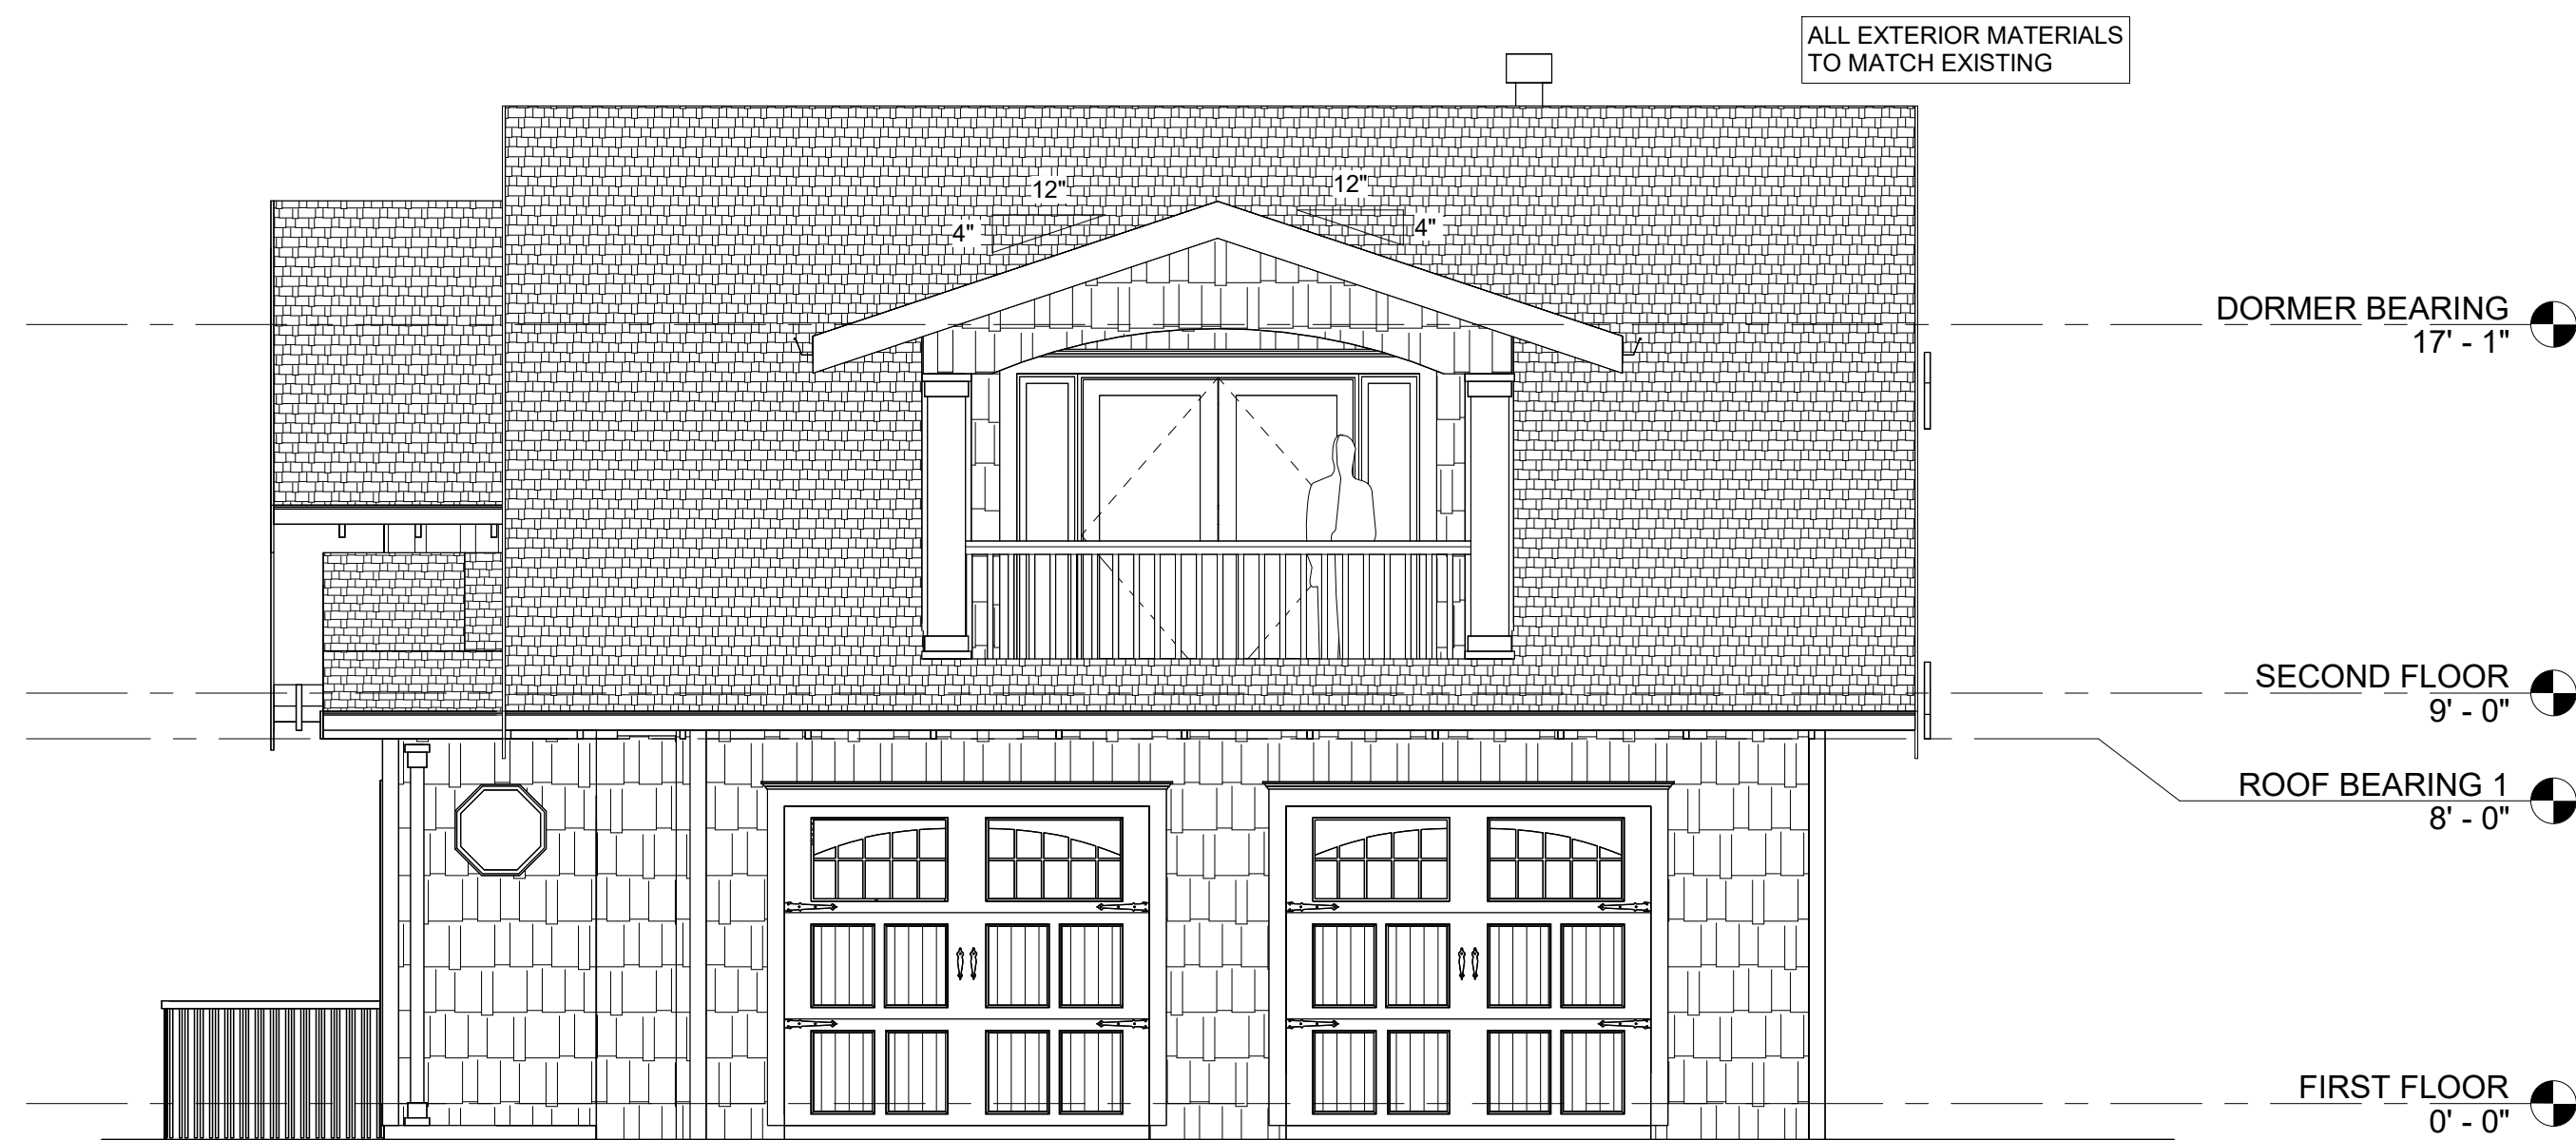 ALL EXTERIOR MATERIALS
TO MATCH EXISTING
12"
12"
4"
4"
DORMER BEARING
17' - 1"
SECOND FLOOR
9' - 0"
ROOF BEARING 1
8' - 0"
FIRST FLOOR
0' - 0"